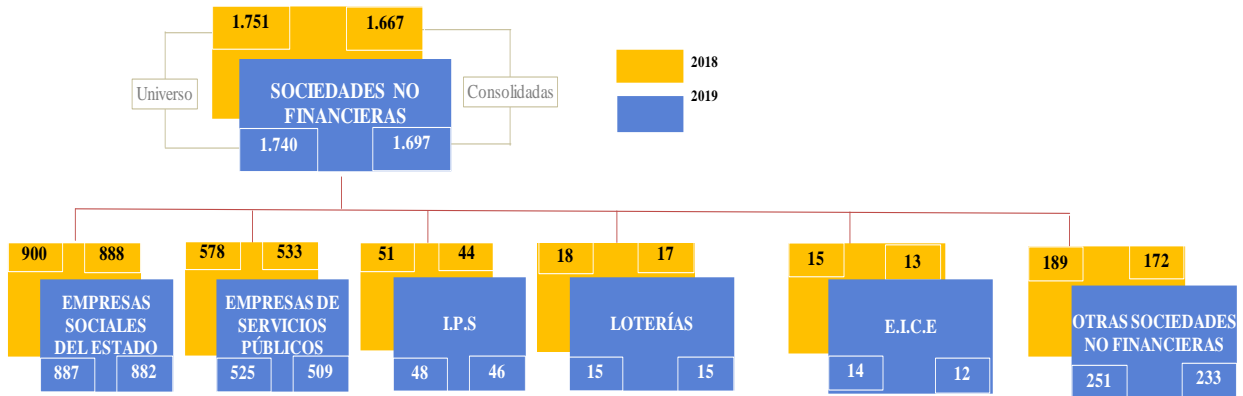 1.751 1.667
2018
Universo
SOCIEDADES NO
FINANCIERAS
Consolidadas
2019
1.740 1.697
900 888
578 533
51 44
18 17
15 13
189 172
EMPRESAS
SOCIALES
DEL ESTADO
EMPRESAS DE
SERVICIOS
PÚBLICOS
I.P.S
LOTERÍAS
E.I.C.E
OTRAS SOCIEDADES
NO FINANCIERAS
887 882
525 509
48 46
15 15
14 12
251 233